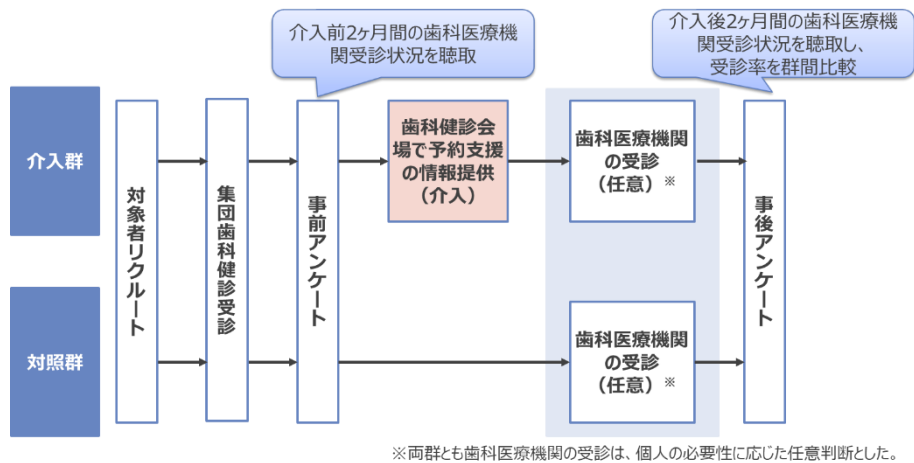 介入前2ヶ月間の歯科医療機
関受診状況を聴取
介入後2ヶ月間の歯科医療機
関受診状況を聴取し、
受診率を群間比較
介入群
対象者リクルート
集団歯科健診受診
事前アンケート
歯科健診会
場で予約支援
の情報提供
（介入）
歯科医療機関
の受診
（任意）※
事後アンケート
対照群
歯科医療機関
の受診
（任意）※
※両群とも歯科医療機関の受診は、個人の必要性に応じた任意判断とした。